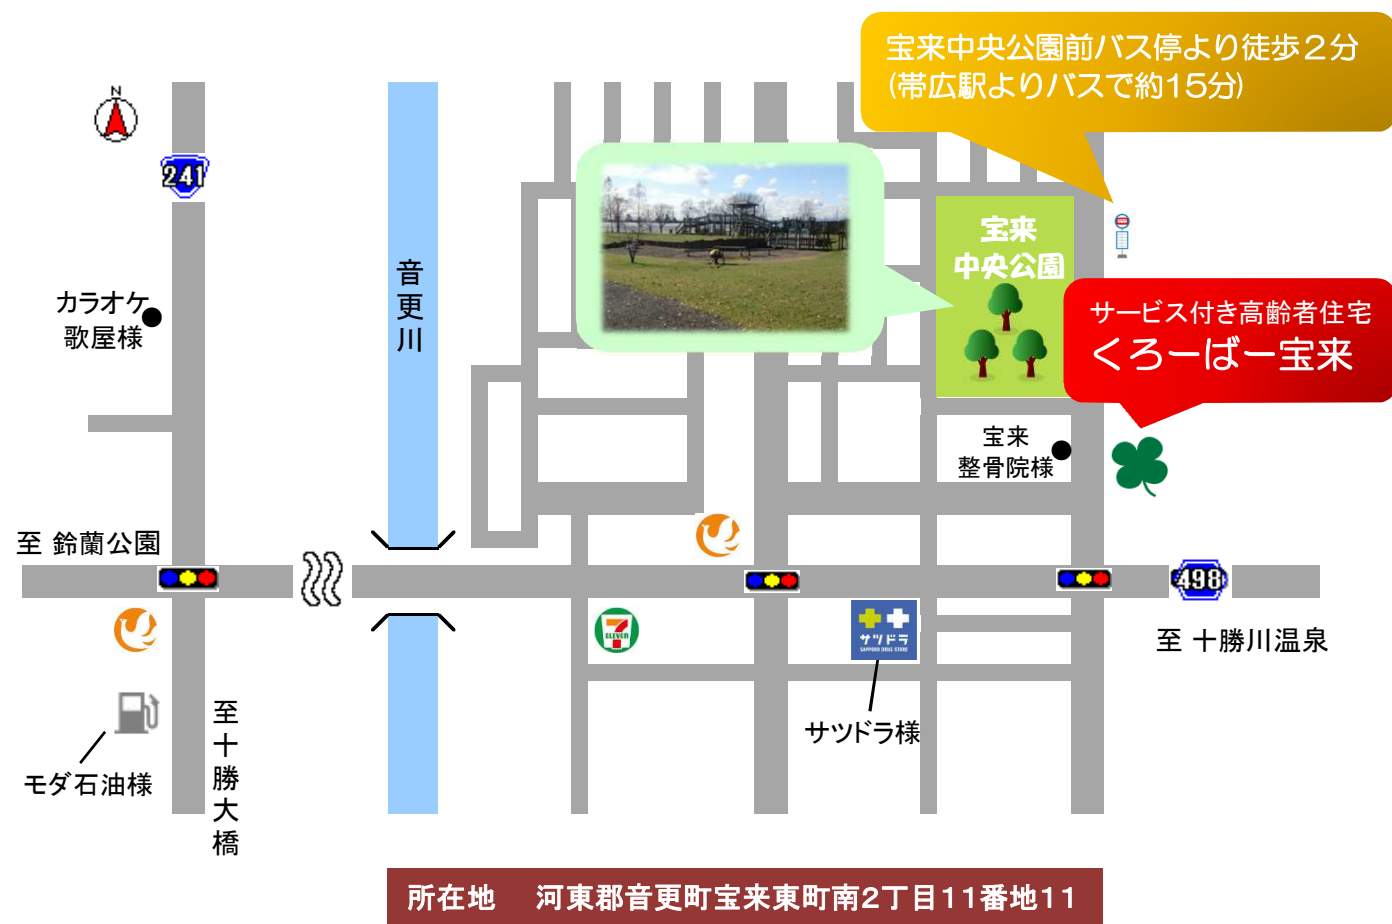 宝来中央公園前バス停より徒歩２分
(帯広駅よりバスで約15分)
N
241
音更川
カラオケ
歌屋様
宝来
中央公園
サービス付き高齢者住宅
くろーばー宝来
宝来
整骨院様
至 鈴蘭公園
498
至 十勝川温泉
7
ELEVEN
サツドラ
SAPPORO DRUG STORE
サツドラ様
モダ石油様
至十勝大橋
所在地　河東郡音更町宝来東町南2丁目11番地11